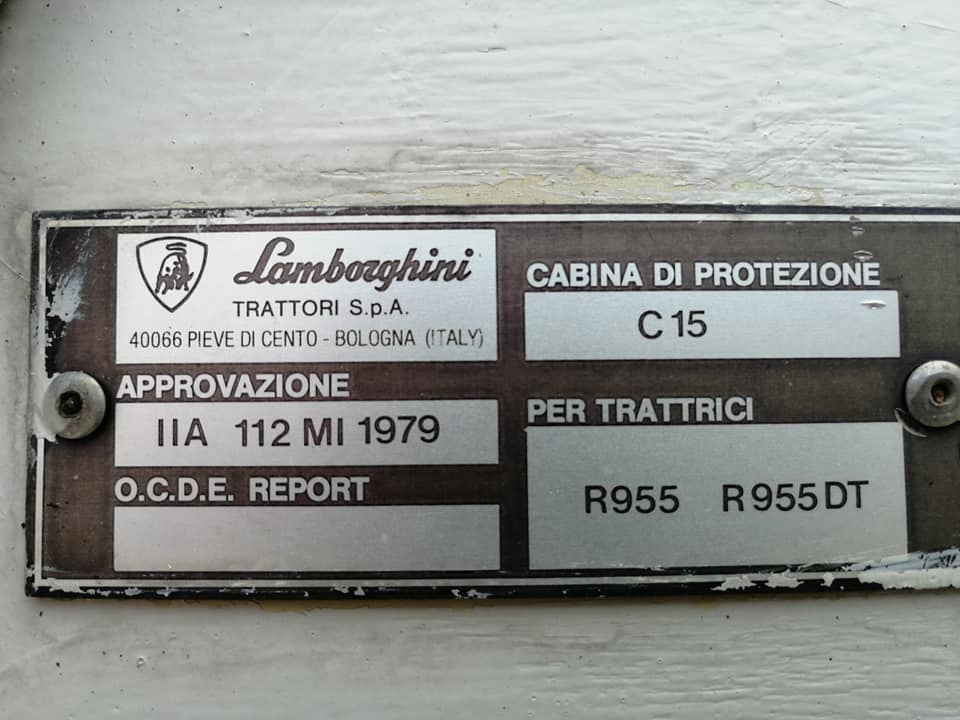 Lamborghini
TRATTORI S.p.A.
40066 PIEVE DI CENTO - BOLOGNA (ITALY)
APPROVAZIONE
IIA 112 MI 1979
O.C.D.E. REPORT
CABINA DI PROTEZIONE
C 15
PER TRATTRICI
R955 R955DT